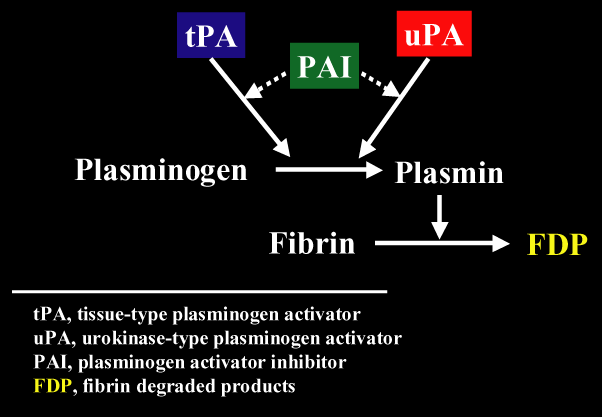 tPA
uPA
PAI
Plasminogen
Plasmin
Fibrin
FDP
tPA, tissue-type plasminogen activator
uPA, urokinase-type plasminogen activator
PAI, plasminogen activator inhibitor
FDP, fibrin degraded products